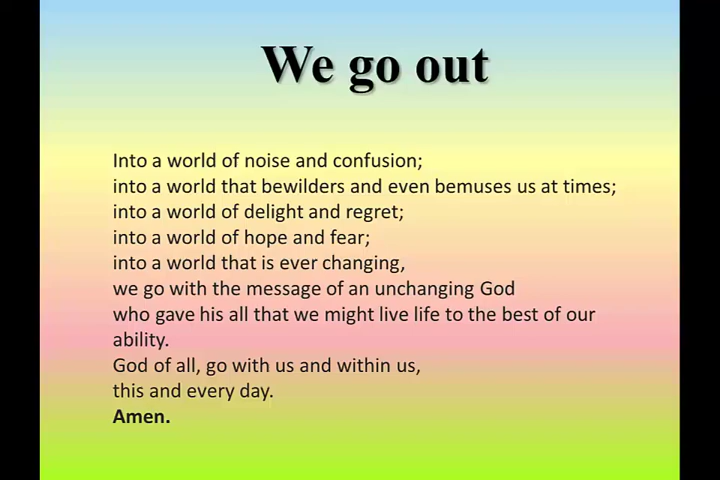 We go out
Into a world of noise and confusion;
into a world that bewilders and even bemuses us at times;
into a world of delight and regret;
into a world of hope and fear;
into a world that is ever changing,
we go with the message of an unchanging God
who gave his all that we might live life to the best of our
ability.
God of all, go with us and within us,
this and every day.
Amen.